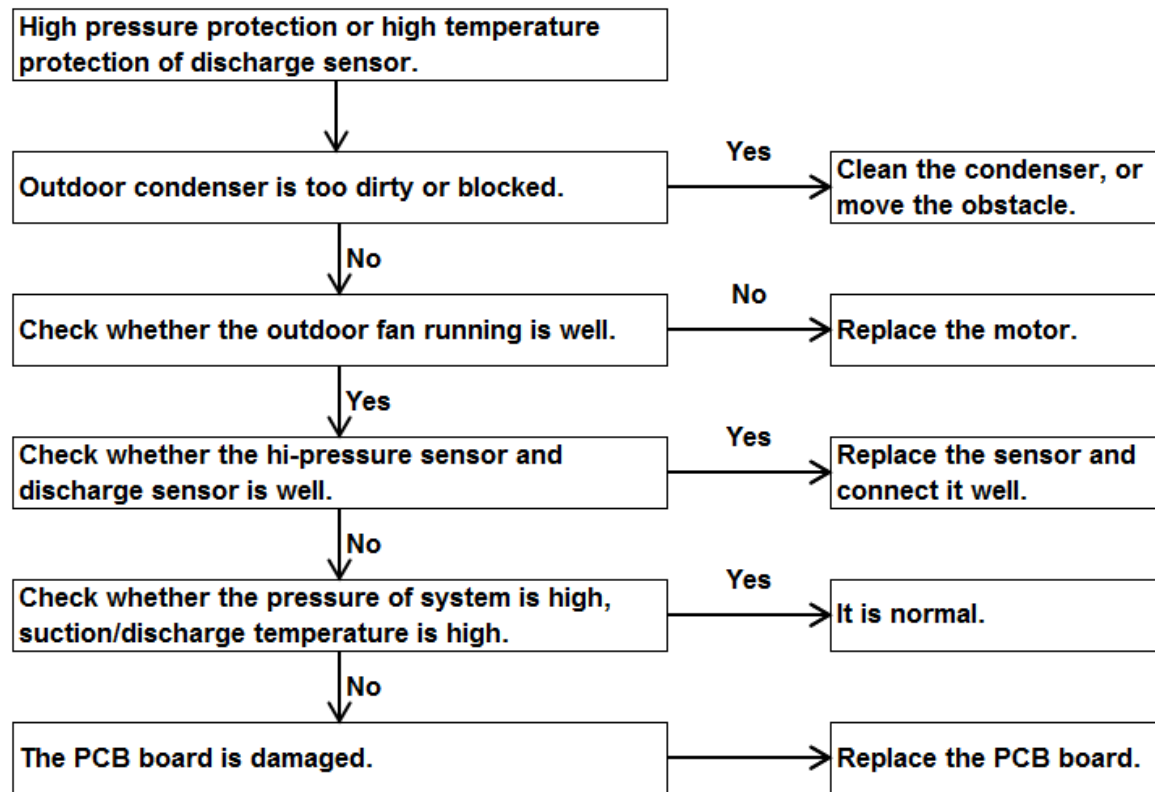 High pressure protection or high temperature
protection of discharge sensor.
Yes
Outdoor condenser is too dirty or blocked.
Clean the condenser, or
move the obstacle.
No
No
Check whether the outdoor fan running is well.
Replace the motor.
Yes
Yes
Check whether the hi-pressure sensor and
discharge sensor is well.
Replace the sensor and
connect it well.
No
Yes
Check whether the pressure of system is high,
suction/discharge temperature is high.
It is normal.
No
The PCB board is damaged.
Replace the PCB board.